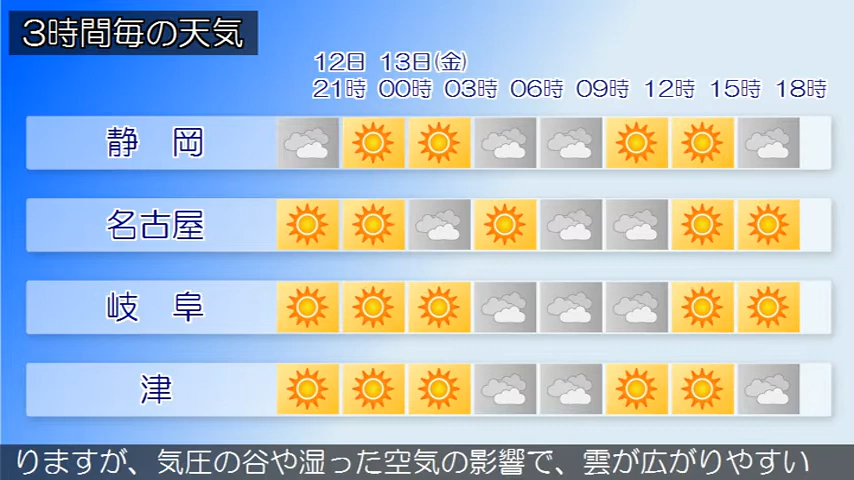 3時間毎の天気
12日 13日(金)
21時 00時 03時 06時 09時 12時 15時 18時
静 岡
名古屋
岐 阜
津
りますが、気圧の谷や湿った空気の影響で、雲が広がりやすい